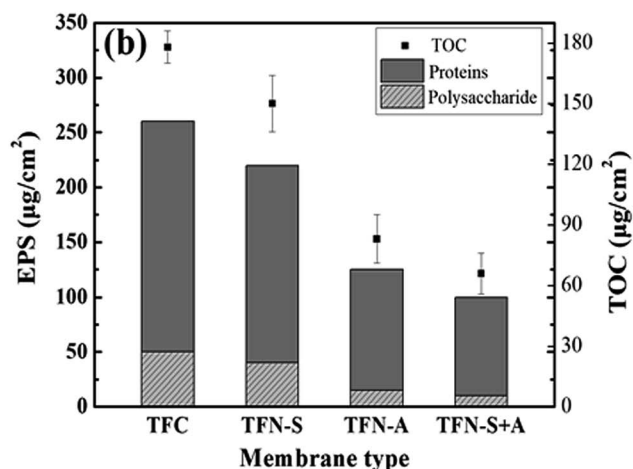 (b)
TOC
Proteins
Polysaccharide
EPS (µg/cm²)
350
300
250
200
150
100
50
0
TOC (µg/cm²)
180
150
120
90
60
30
0
TFC TFN-S TFN-A TFN-S+A
Membrane type